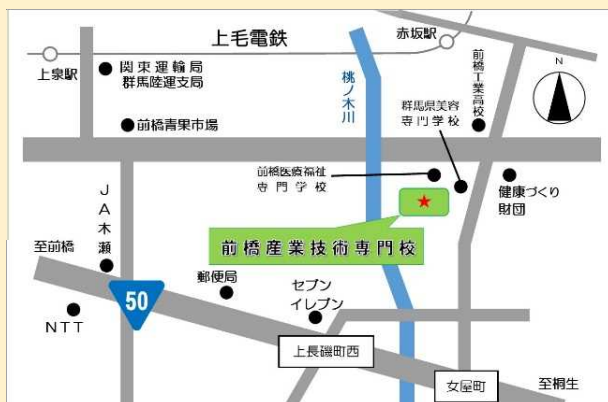 上毛電鉄
赤坂駅
上泉駅
関東運輸局
群馬陸運支局
前橋青果市場
桃ノ木川
前橋工業高校
群馬県美容
専門学校
N
前橋医療福祉
専門学校
健康づくり
財団
JA木瀬
至前橋
前橋産業技術専門校
50
郵便局
セブン
イレブン
NTT
上長磯町西
女屋町
至桐生